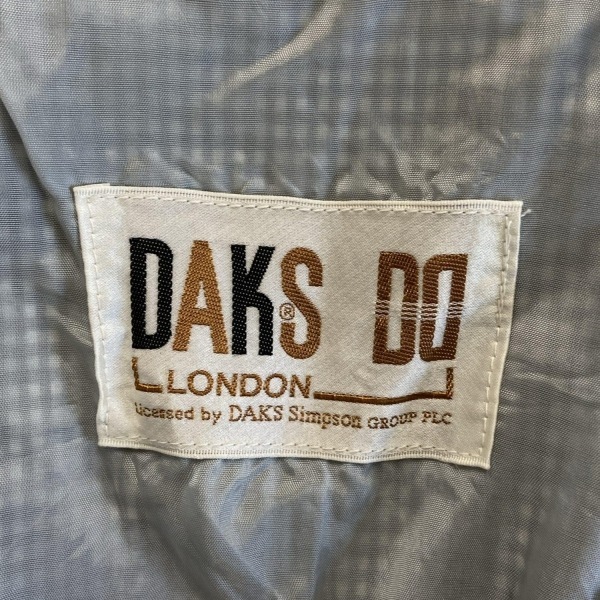 DAKS® DD
LONDON
Licensed by DAKS Simpson GROUP PLC